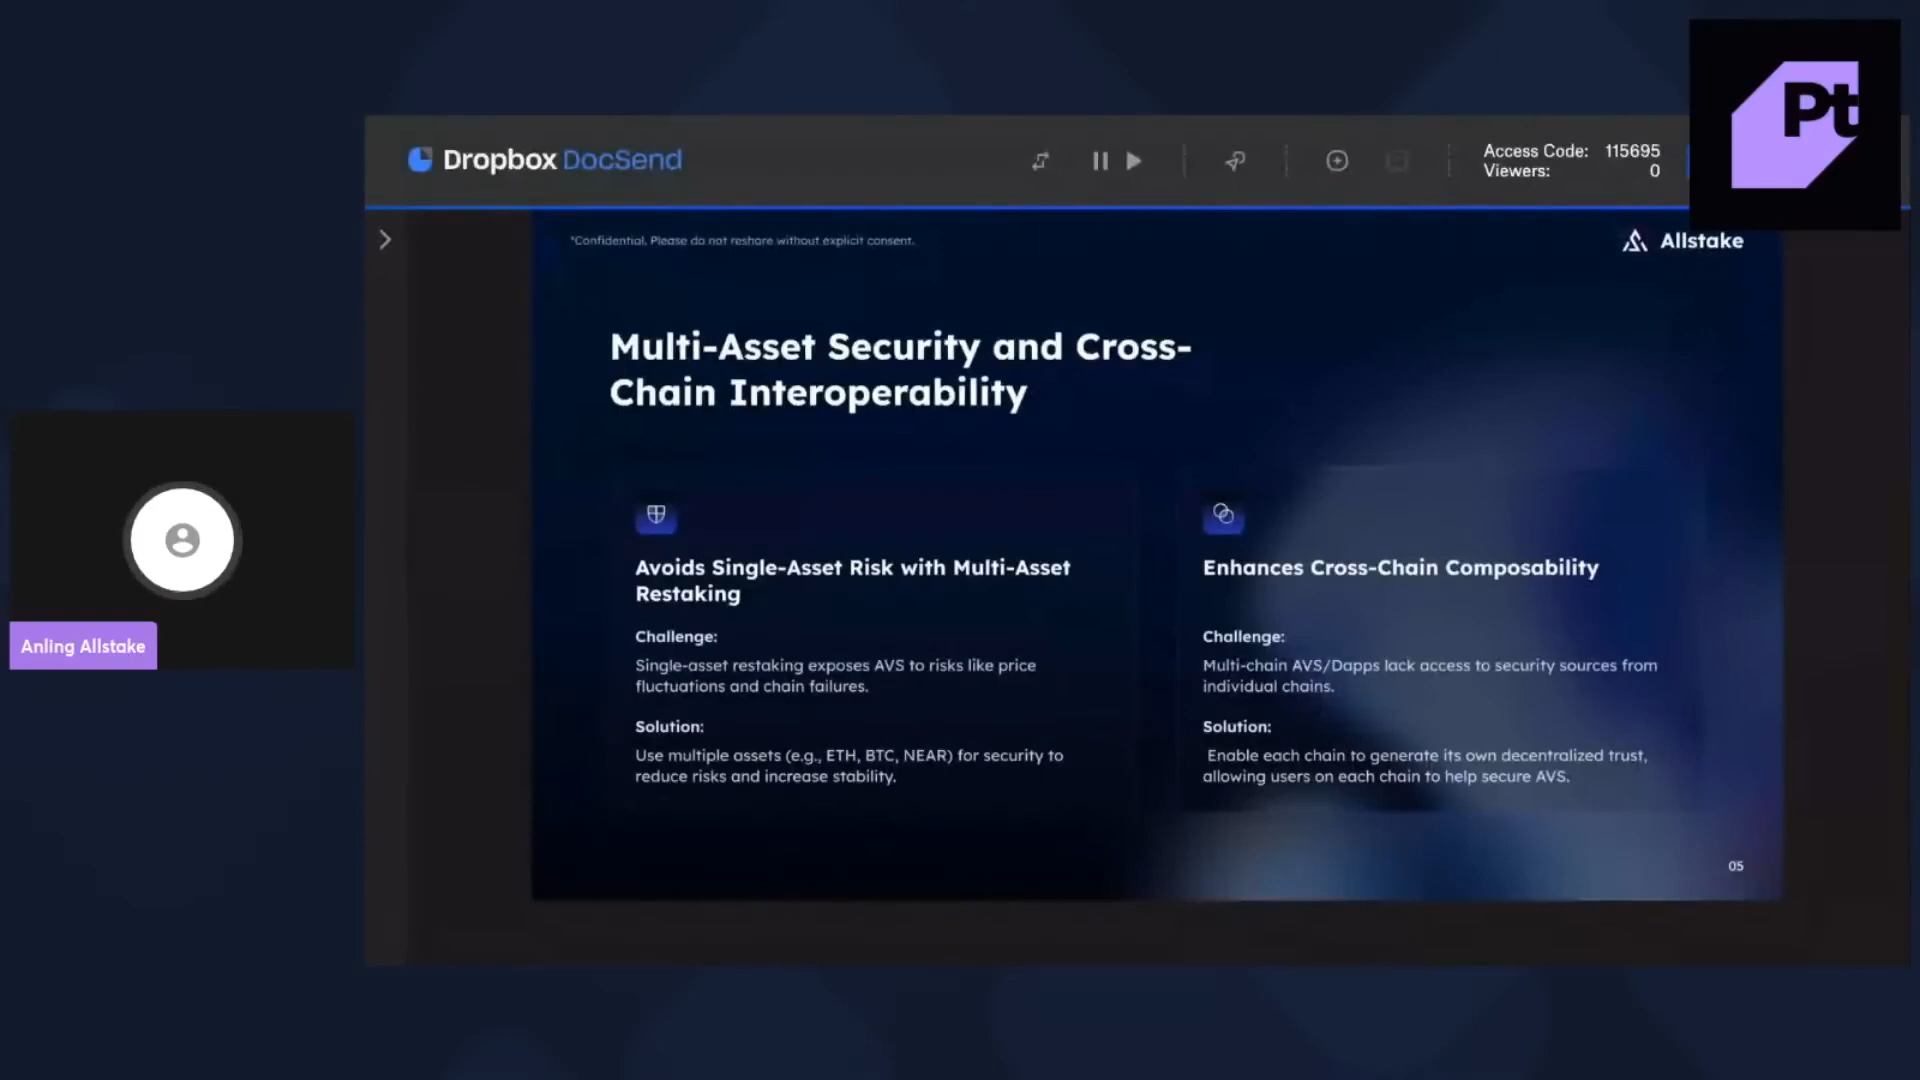 Pt
Dropbox DocSend
Access Code: 115695
Viewers: 0
*Confidential. Please do not reshare without explicit consent.
Allstake
Multi-Asset Security and Cross-
Chain Interoperability
Avoids Single-Asset Risk with Multi-Asset
Restaking
Challenge:
Single-asset restaking exposes AVS to risks like price
fluctuations and chain failures.
Solution:
Use multiple assets (e.g., ETH, BTC, NEAR) for security to
reduce risks and increase stability.
Enhances Cross-Chain Composability
Challenge:
Multi-chain AVS/Dapps lack access to security sources from
individual chains.
Solution:
Enable each chain to generate its own decentralized trust,
allowing users on each chain to help secure AVS.
05
Anling Allstake